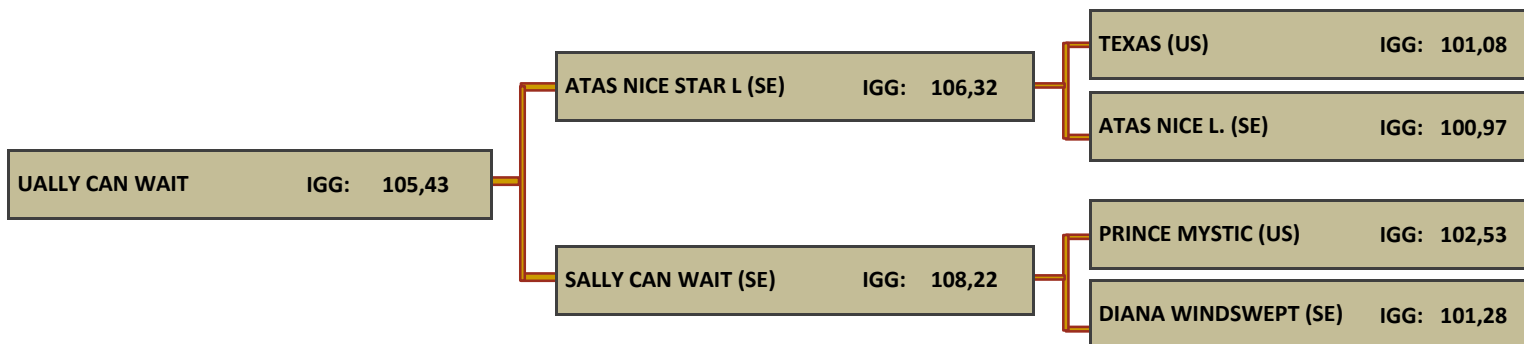 TEXAS (US) IGG: 101,08
ATAS NICE STAR L (SE) IGG: 106,32
ATAS NICE L. (SE) IGG: 100,97
UALLY CAN WAIT IGG: 105,43
PRINCE MYSTIC (US) IGG: 102,53
SALLY CAN WAIT (SE) IGG: 108,22
DIANA WINDSWEPT (SE) IGG: 101,28